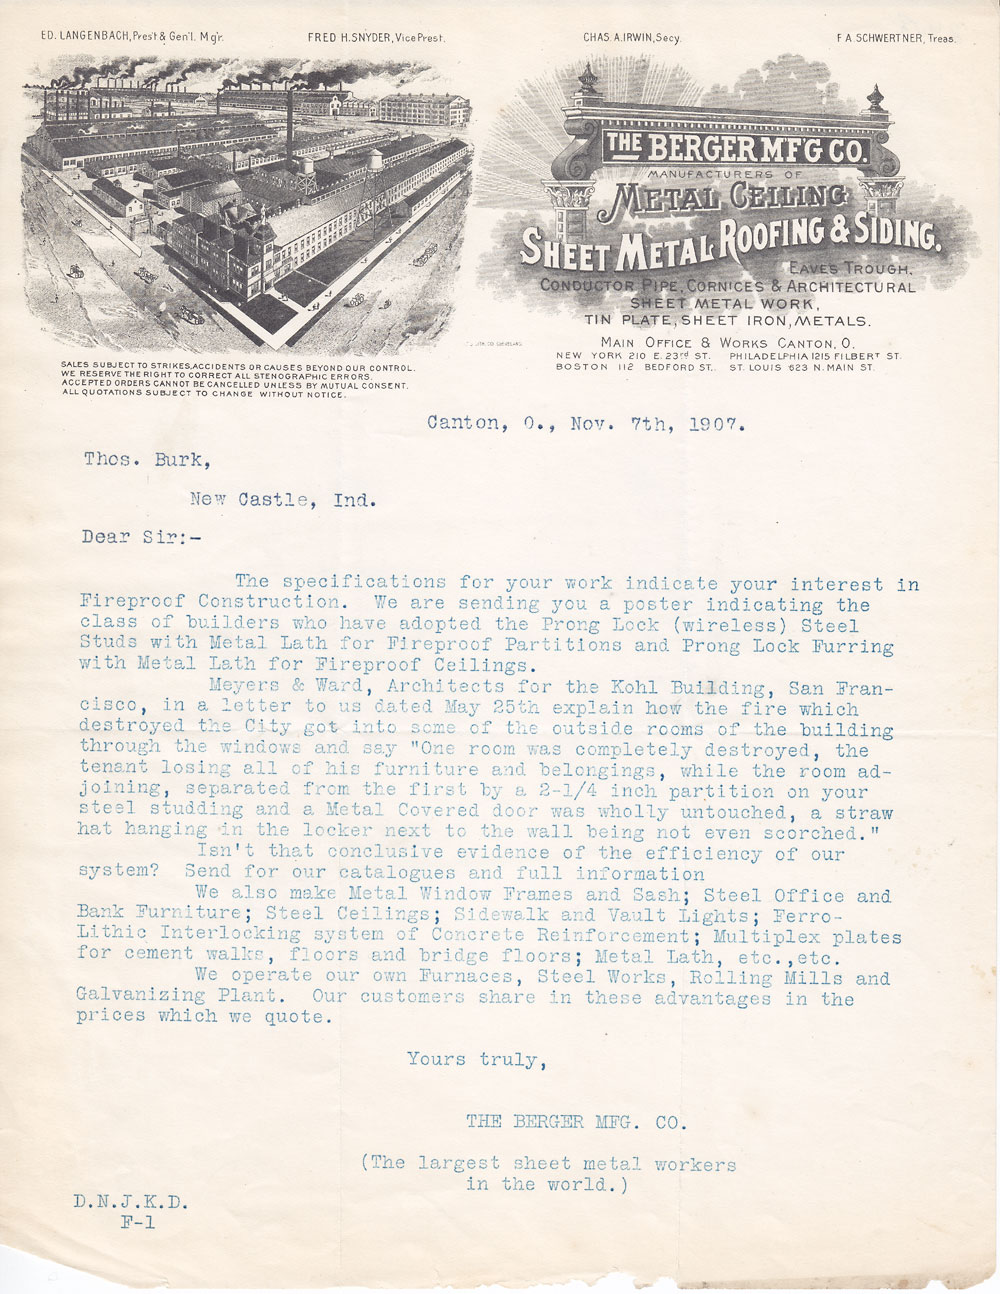 ED. LANGENBACH, Pres't & Gen'l. Mg'r.
FRED H. SNYDER, Vice Prest.
CHAS. A. IRWIN, Secy.
F A SCHWERTNER, Treas.
THE BERGER MF'G CO.
MANUFACTURERS OF
METAL CEILING
SHEET METAL ROOFING & SIDING.
EAVES TROUGH,
CONDUCTOR PIPE, CORNICES & ARCHITECTURAL
SHEET METAL WORK,
TIN PLATE, SHEET IRON, METALS.
MAIN OFFICE & WORKS CANTON, O.
NEW YORK 210 E. 23rd ST. PHILADELPHIA 1215 FILBERT ST.
BOSTON 112 BEDFORD ST. ST. LOUIS 623 N. MAIN ST.
CLEVELAND.
SALES SUBJECT TO STRIKES, ACCIDENTS OR CAUSES BEYOND OUR CONTROL.
WE RESERVE THE RIGHT TO CORRECT ALL STENOGRAPHIC ERRORS.
ACCEPTED ORDERS CANNOT BE CANCELLED UNLESS BY MUTUAL CONSENT.
ALL QUOTATIONS SUBJECT TO CHANGE WITHOUT NOTICE.
Canton, O., Nov. 7th, 1907.
Thos. Burk,
New Castle, Ind.
Dear Sir:-
The specifications for your work indicate your interest in
Fireproof Construction. We are sending you a poster indicating the
class of builders who have adopted the Prong Lock (wireless) Steel
Studs with Metal Lath for Fireproof Partitions and Prong Lock Furring
with Metal Lath for Fireproof Ceilings.
Meyers & Ward, Architects for the Kohl Building, San Fran-
cisco, in a letter to us dated May 25th explain how the fire which
destroyed the City got into some of the outside rooms of the building
through the windows and say "One room was completely destroyed, the
tenant losing all of his furniture and belongings, while the room ad-
joining, separated from the first by a 2-1/4 inch partition on your
steel studding and a Metal Covered door was wholly untouched, a straw
hat hanging in the locker next to the wall being not even scorched."
Isn't that conclusive evidence of the efficiency of our
system? Send for our catalogues and full information
We also make Metal Window Frames and Sash; Steel Office and
Bank Furniture; Steel Ceilings; Sidewalk and Vault Lights; Ferro-
Lithic Interlocking system of Concrete Reinforcement; Multiplex plates
for cement walks, floors and bridge floors; Metal Lath, etc.,etc.
We operate our own Furnaces, Steel Works, Rolling Mills and
Galvanizing Plant. Our customers share in these advantages in the
prices which we quote.
Yours truly,
THE BERGER MFG. CO.
(The largest sheet metal workers
in the world.)
D.N.J.K.D.
F-1